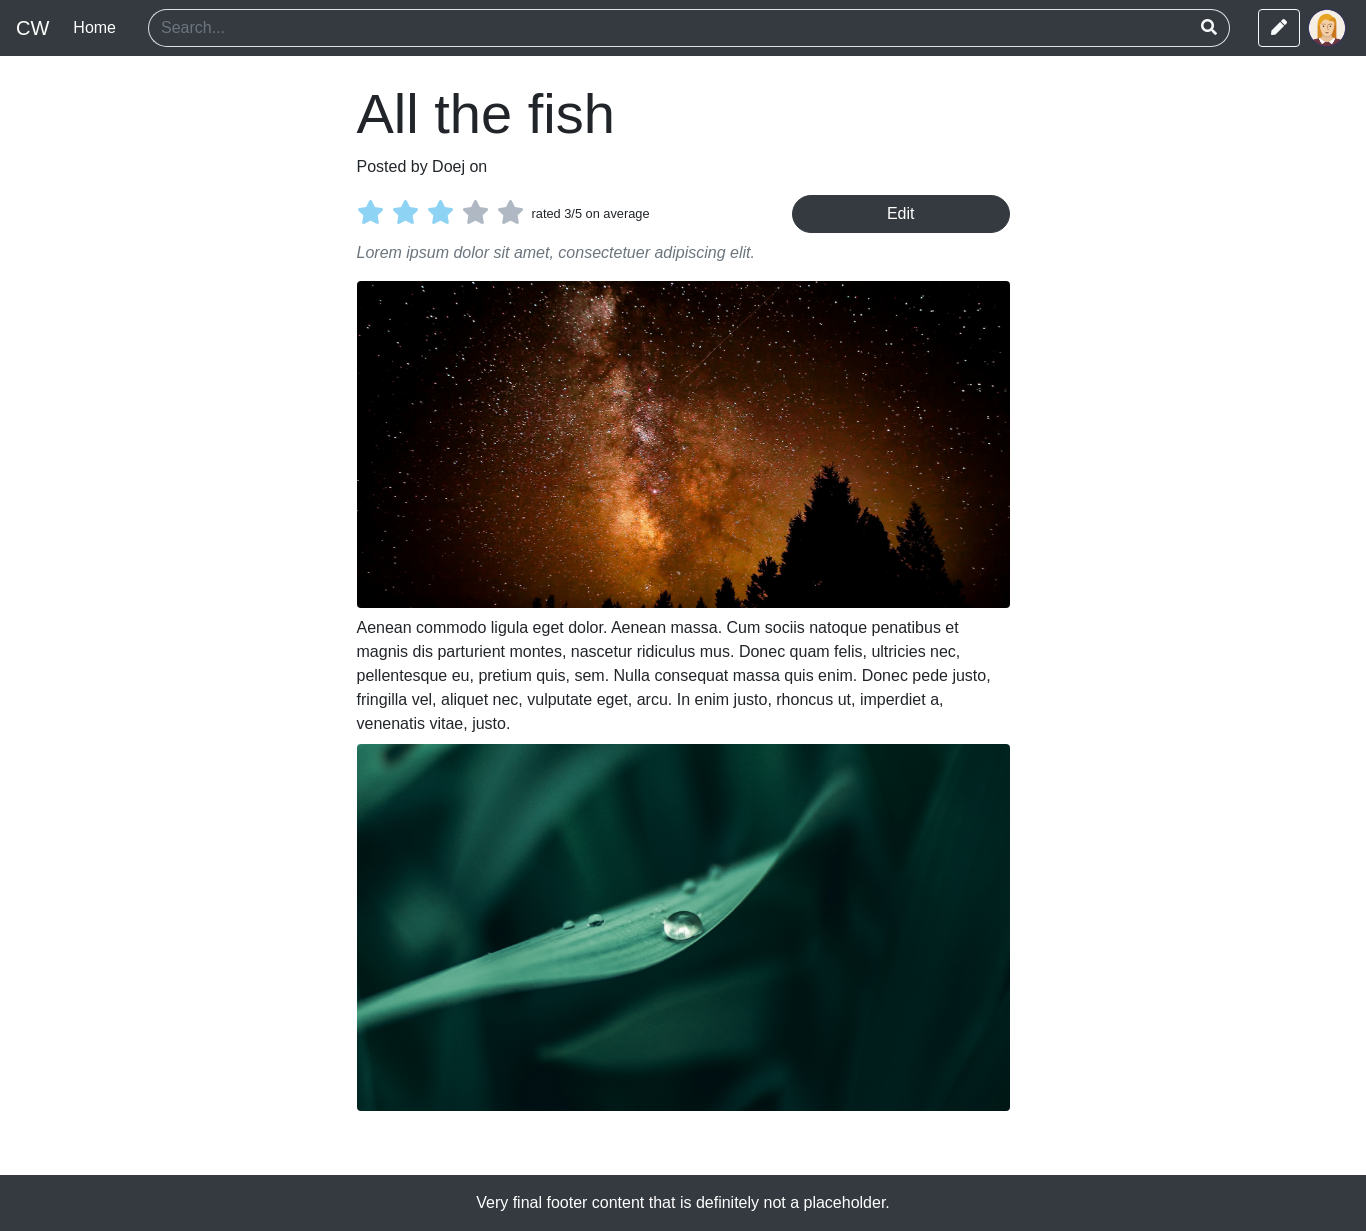 CW Home Search...
All the fish
Posted by Doej on
rated 3/5 on average Edit
Lorem ipsum dolor sit amet, consectetuer adipiscing elit.
Aenean commodo ligula eget dolor. Aenean massa. Cum sociis natoque penatibus et
magnis dis parturient montes, nascetur ridiculus mus. Donec quam felis, ultricies nec,
pellentesque eu, pretium quis, sem. Nulla consequat massa quis enim. Donec pede justo,
fringilla vel, aliquet nec, vulputate eget, arcu. In enim justo, rhoncus ut, imperdiet a,
venenatis vitae, justo.
Very final footer content that is definitely not a placeholder.